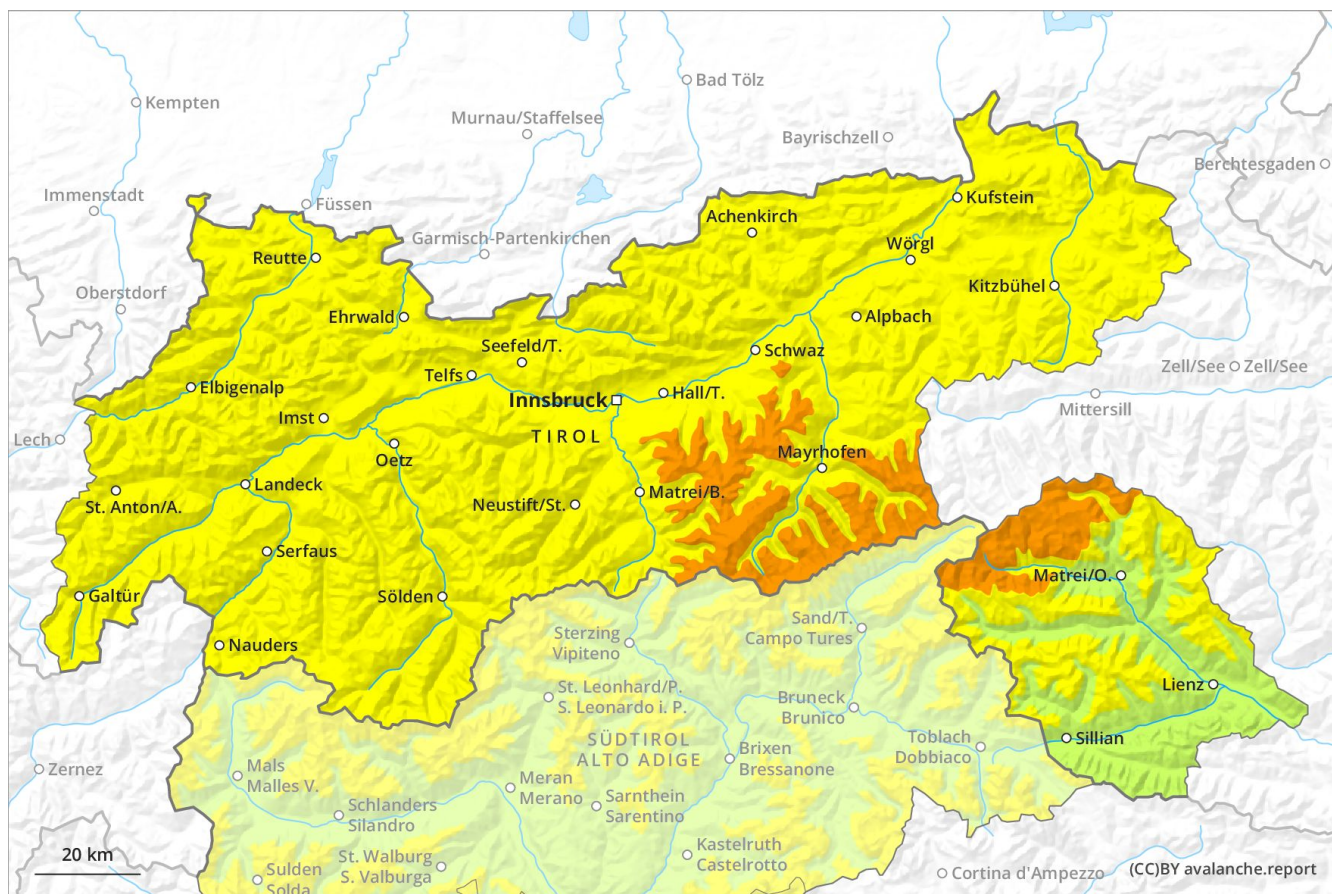 Kempten
Bad Tölz
Murnau/Staffelsee
Bayrischzell
Berchtesgaden
Immenstadt
Füssen
Kufstein
Achenkirch
Garmisch-Partenkirchen
Wörgl
Reutte
Oberstdorf
Kitzbühel
Ehrwald
Alpbach
Seefeld/T.
Schwaz
Zell/See
Zell/See
Telfs
Elbigenalp
Innsbruck
Hall/T.
Mittersill
Imst
TIROL
Lech
Oetz
Mayrhofen
Landeck
St. Anton/A.
Neustift/St.
Matrei/B.
Serfaus
Matrei/O.
Galtür
Sölden
Sand/T.
Campo Tures
Sterzing
Vipiteno
Nauders
Lienz
St. Leonhard/P.
S. Leonardo i. P.
Bruneck
Brunico
SÜDTIROL
ALTO ADIGE
Toblach
Dobbiaco
Sillian
Brixen
Bressanone
Zernez
Mals
Malles V.
Meran
Merano
Sarnthein
Sarentino
Schlanders
Silandro
Kastelruth
Castelrotto
20 km
St. Walburg
S. Valburga
Sulden
Solda
Cortina d'Ampezzo
(CC)BY avalanche.report